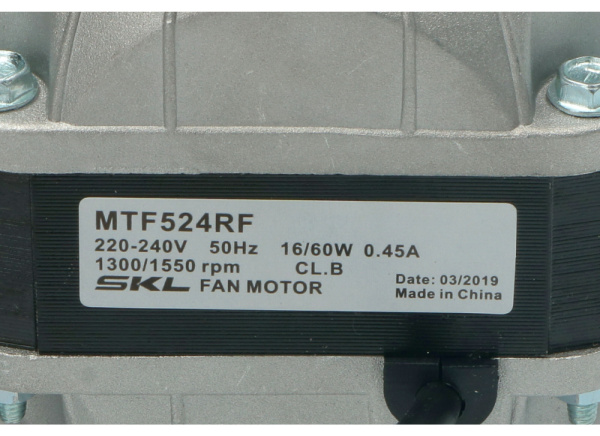 MTF524RF
220-240V 50Hz 16/60W 0.45A
1300/1550 rpm CL.B
SKL FAN MOTOR
Date: 03/2019
Made in China